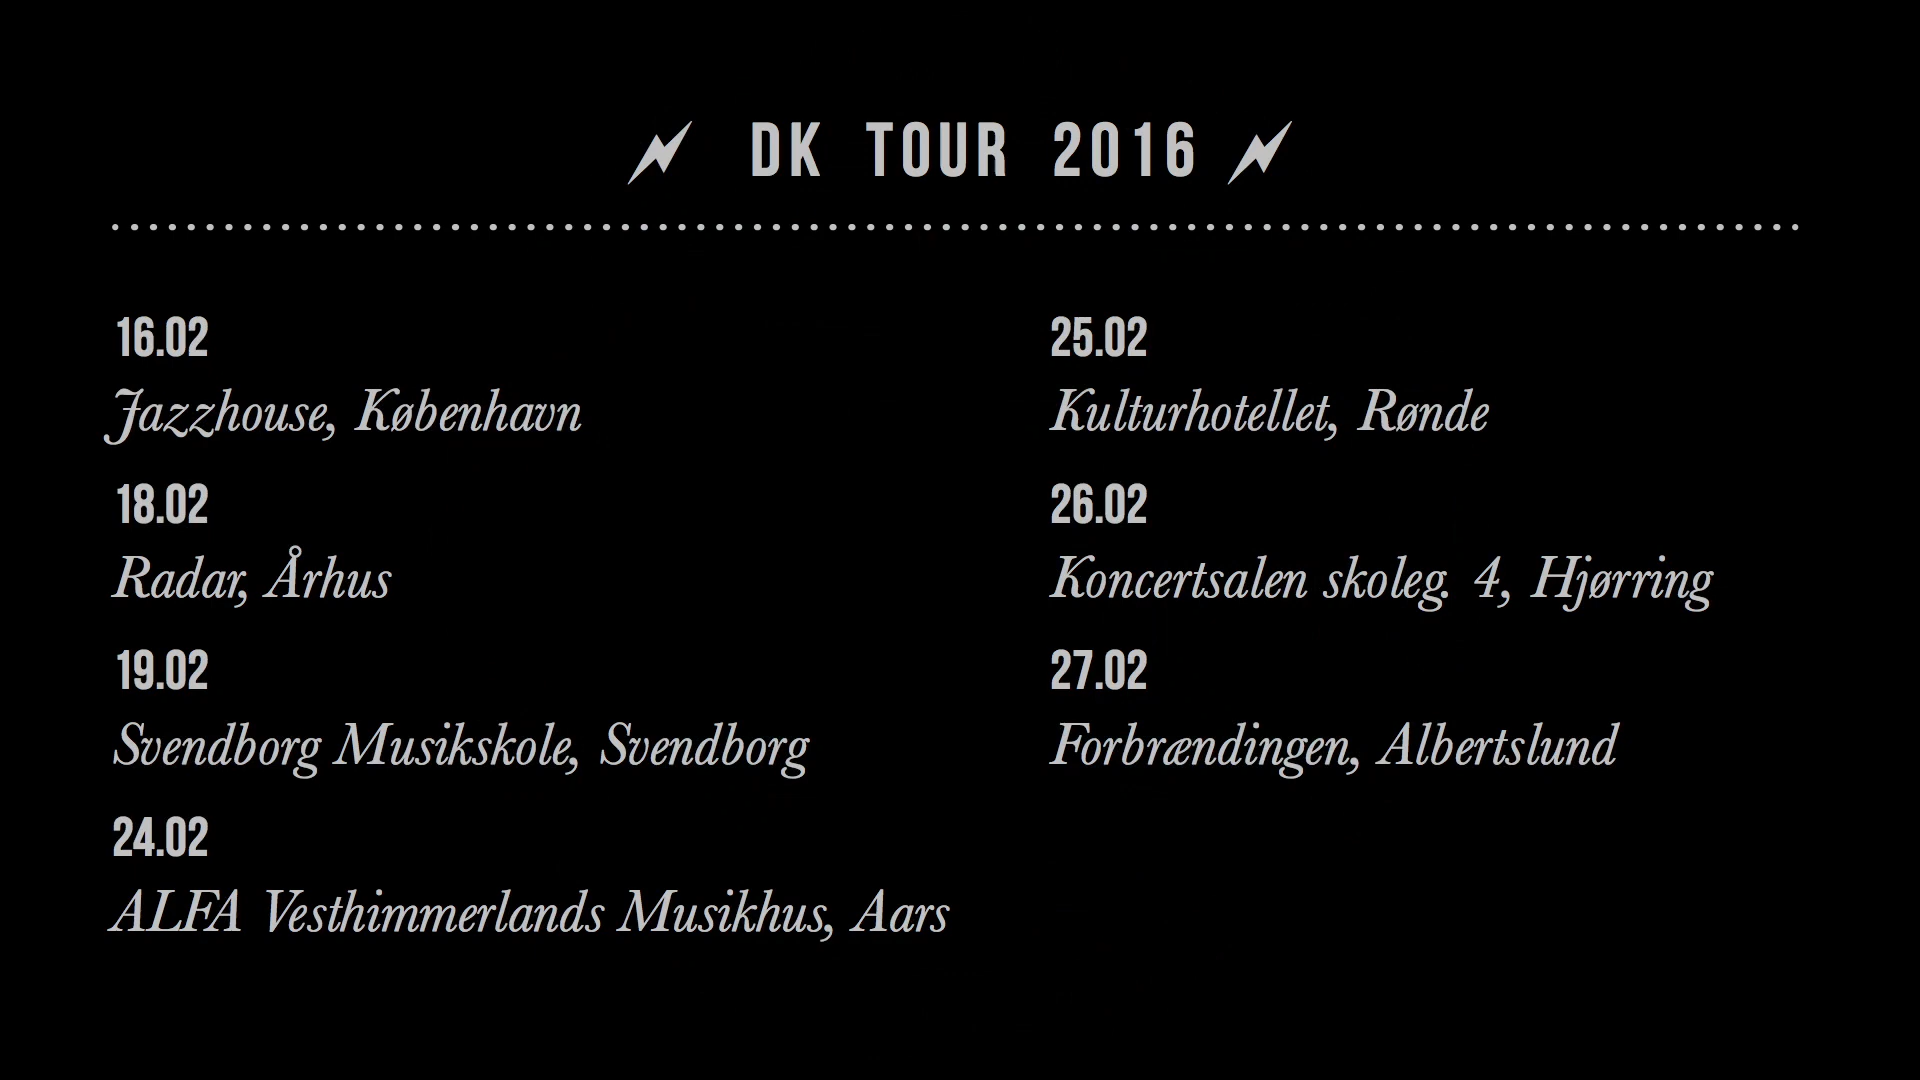 DK TOUR 2016
16.02
Jazzhouse, København
18.02
Radar, Århus
19.02
Svendborg Musikskole, Svendborg
24.02
ALFA Vesthimmerlands Musikhus, Aars
25.02
Kulturhotellet, Rønde
26.02
Koncertsalen skoleg. 4, Hjørring
27.02
Forbrændingen, Albertslund